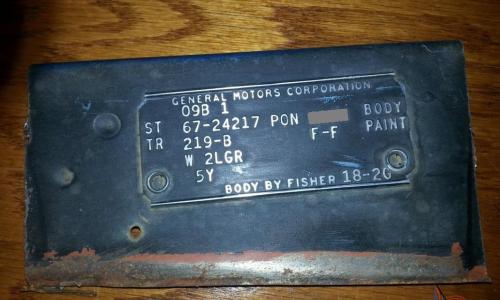 GENERAL MOTORS CORPORATION
09B 1
ST 67-24217 PON BODY
TR 219-B F-F PAINT
W 2LGR
5Y
BODY BY FISHER 18-2G